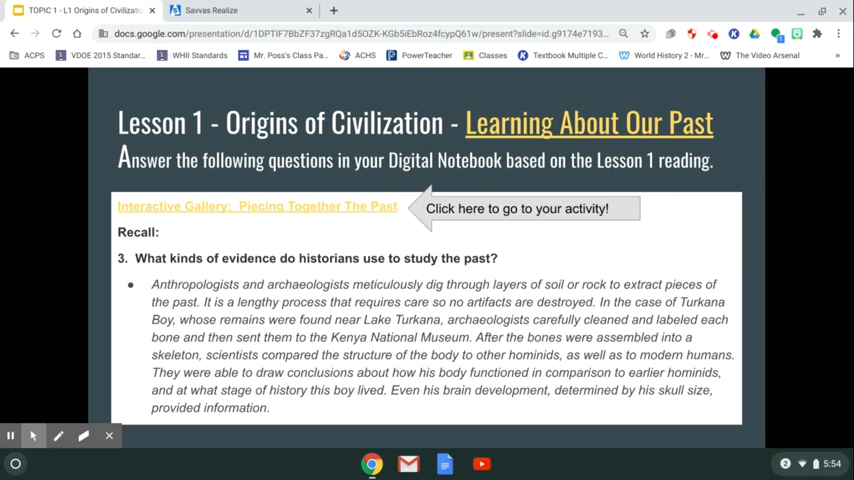 TOPIC 1 - L1 Origins of Civilizatio
Savvas Realize
docs.google.com/presentation/d/1DPTIF7BbZF37zgRQa1d5OZK-KGb5iEbRoz4fcypQ61w/present?slide=id.g9174e7193...
ACPS
VDOE 2015 Standar...
WHII Standards
Mr. Poss's Class Pa...
ACHS
PowerTeacher
Classes
Textbook Multiple C...
World History 2 - Mr...
The Video Arsenal
»
Lesson 1 - Origins of Civilization - Learning About Our Past
Answer the following questions in your Digital Notebook based on the Lesson 1 reading.
Interactive Gallery: Piecing Together The Past
Click here to go to your activity!
Recall:
3. What kinds of evidence do historians use to study the past?
● Anthropologists and archaeologists meticulously dig through layers of soil or rock to extract pieces of
the past. It is a lengthy process that requires care so no artifacts are destroyed. In the case of Turkana
Boy, whose remains were found near Lake Turkana, archaeologists carefully cleaned and labeled each
bone and then sent them to the Kenya National Museum. After the bones were assembled into a
skeleton, scientists compared the structure of the body to other hominids, as well as to modern humans.
They were able to draw conclusions about how his body functioned in comparison to earlier hominids,
and at what stage of history this boy lived. Even his brain development, determined by his skull size,
provided information.
2
5:54